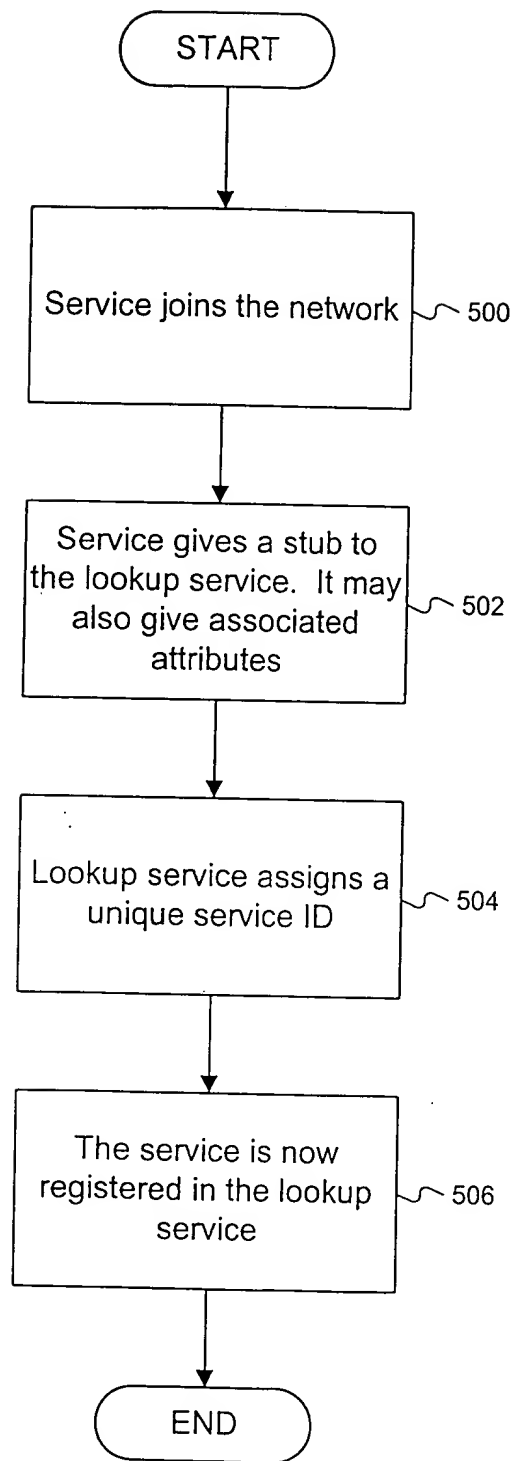 START
Service joins the network
500
Service gives a stub to
the lookup service. It may
also give associated
attributes
502
Lookup service assigns a
unique service ID
504
The service is now
registered in the lookup
service
506
END